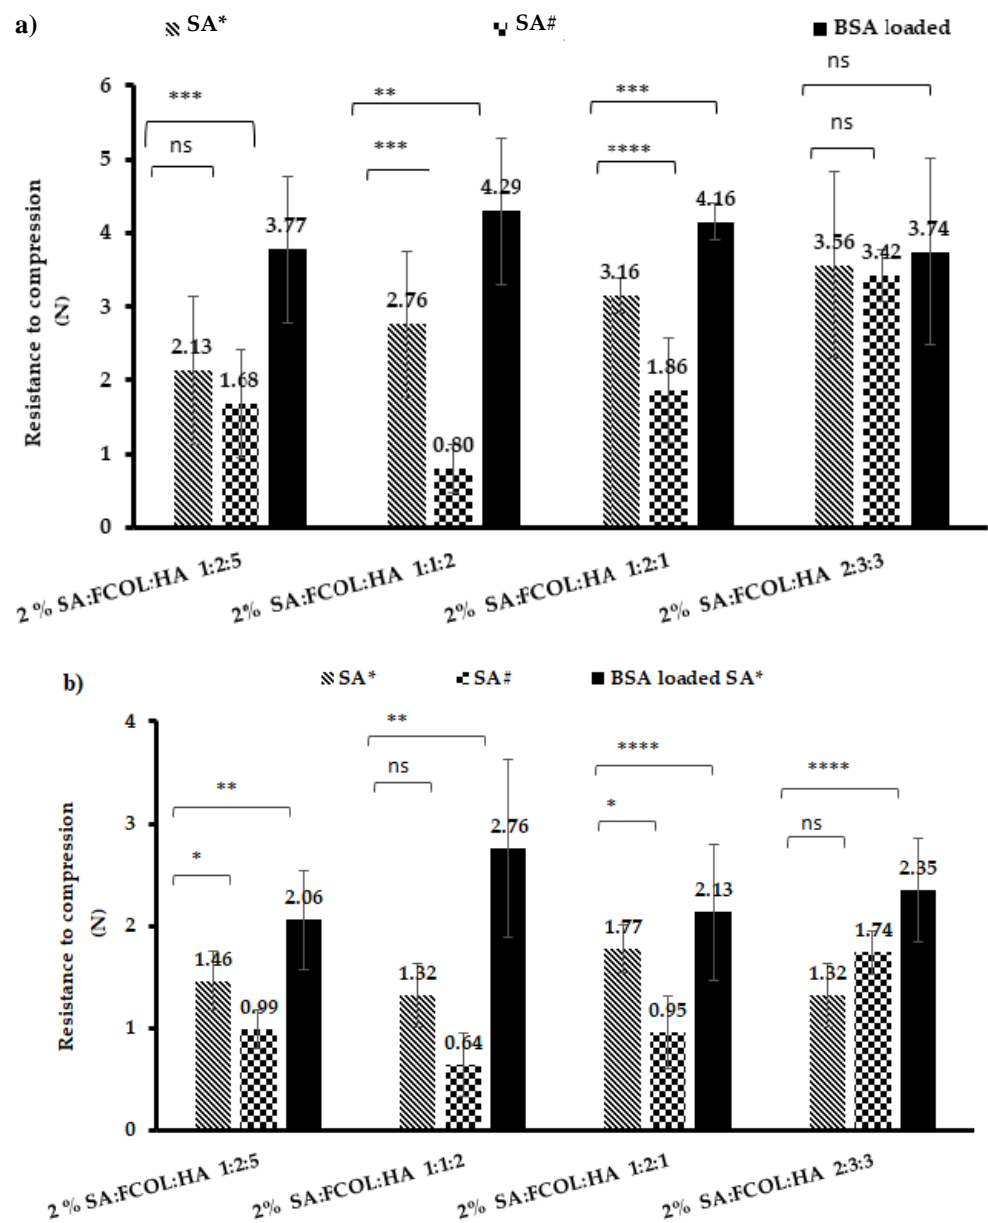 a) SA* SA# BSA loaded
6
5
4
3
2
1
0
Resistance to compression
(N)
*** ns
** ***
*** ****
ns ns
2.13 1.68 3.77
2.76 0.80 4.29
3.16 1.86 4.16
3.56 3.42 3.74
2 % SA:FCOL:HA 1:2:5
2% SA:FCOL:HA 1:1:2
2% SA:FCOL:HA 1:2:1
2% SA:FCOL:HA 2:3:3
b) SA* SA# BSA loaded SA*
4
3
2
1
0
Resistance to compression
(N)
** *
** ns
**** *
**** ns
1.46 0.99 2.06
1.32 0.64 2.76
1.77 0.95 2.13
1.32 1.74 2.35
2 % SA:FCOL:HA 1:2:5
2% SA:FCOL:HA 1:1:2
2% SA:FCOL:HA 1:2:1
2% SA:FCOL:HA 2:3:3